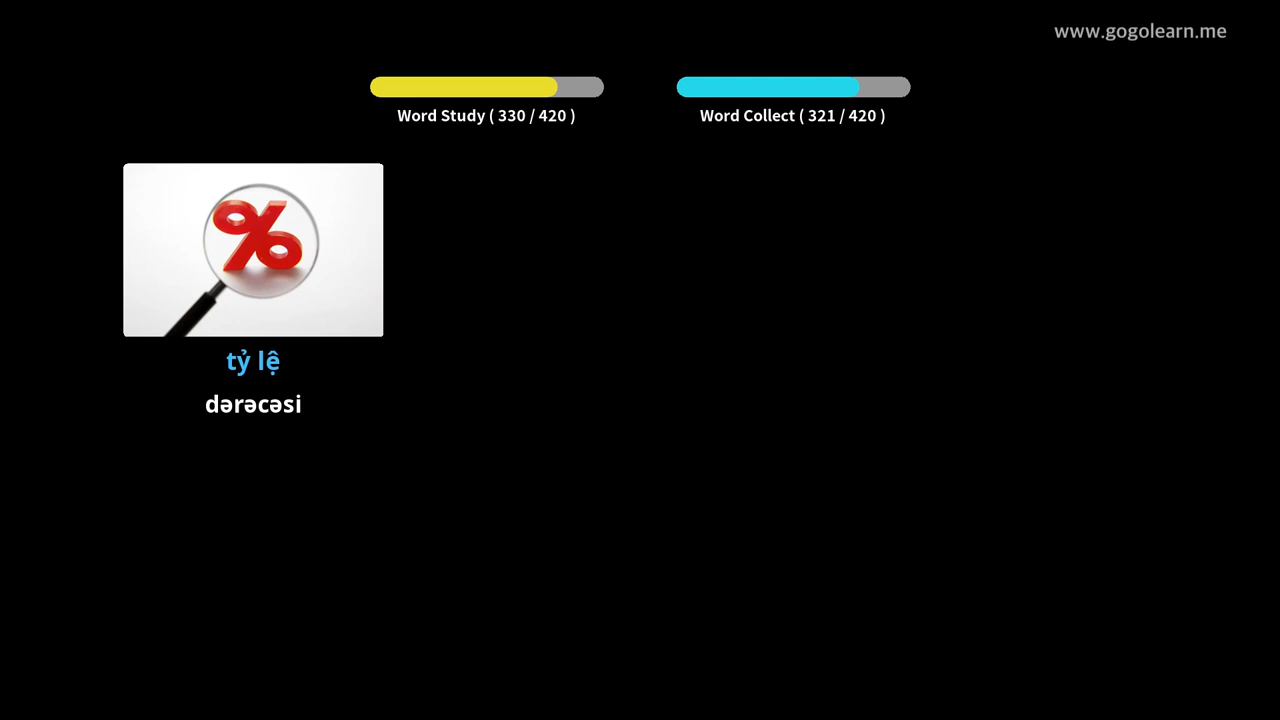 www.gogolearn.me
Word Study ( 330 / 420 )
Word Collect ( 321 / 420 )
%
tỷ lệ
dərəcəsi